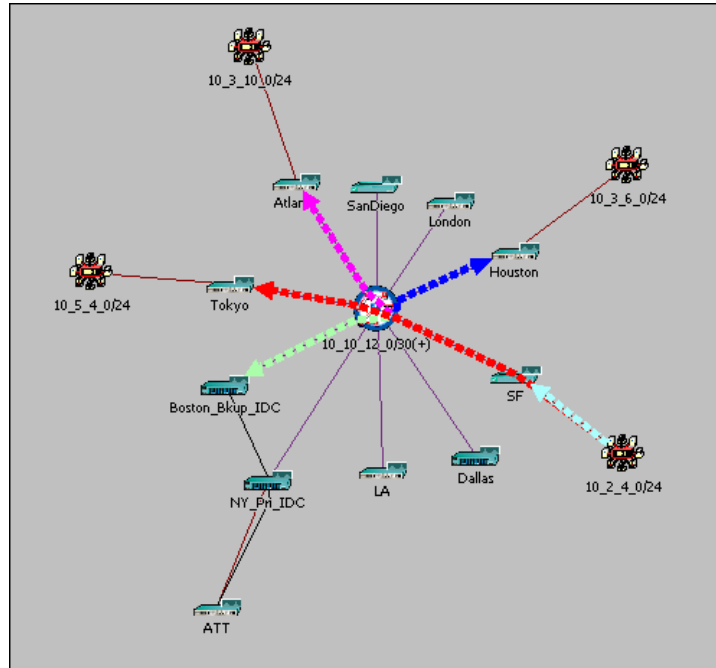 10_3_10_0/24
10_3_6_0/24
Atlan
SanDiego
London
Houston
10_5_4_0/24
Tokyo
10_10_12_0/30(+)
SF
Boston_Bkup_IDC
Dallas
10_2_4_0/24
LA
NY_Pri_IDC
ATT